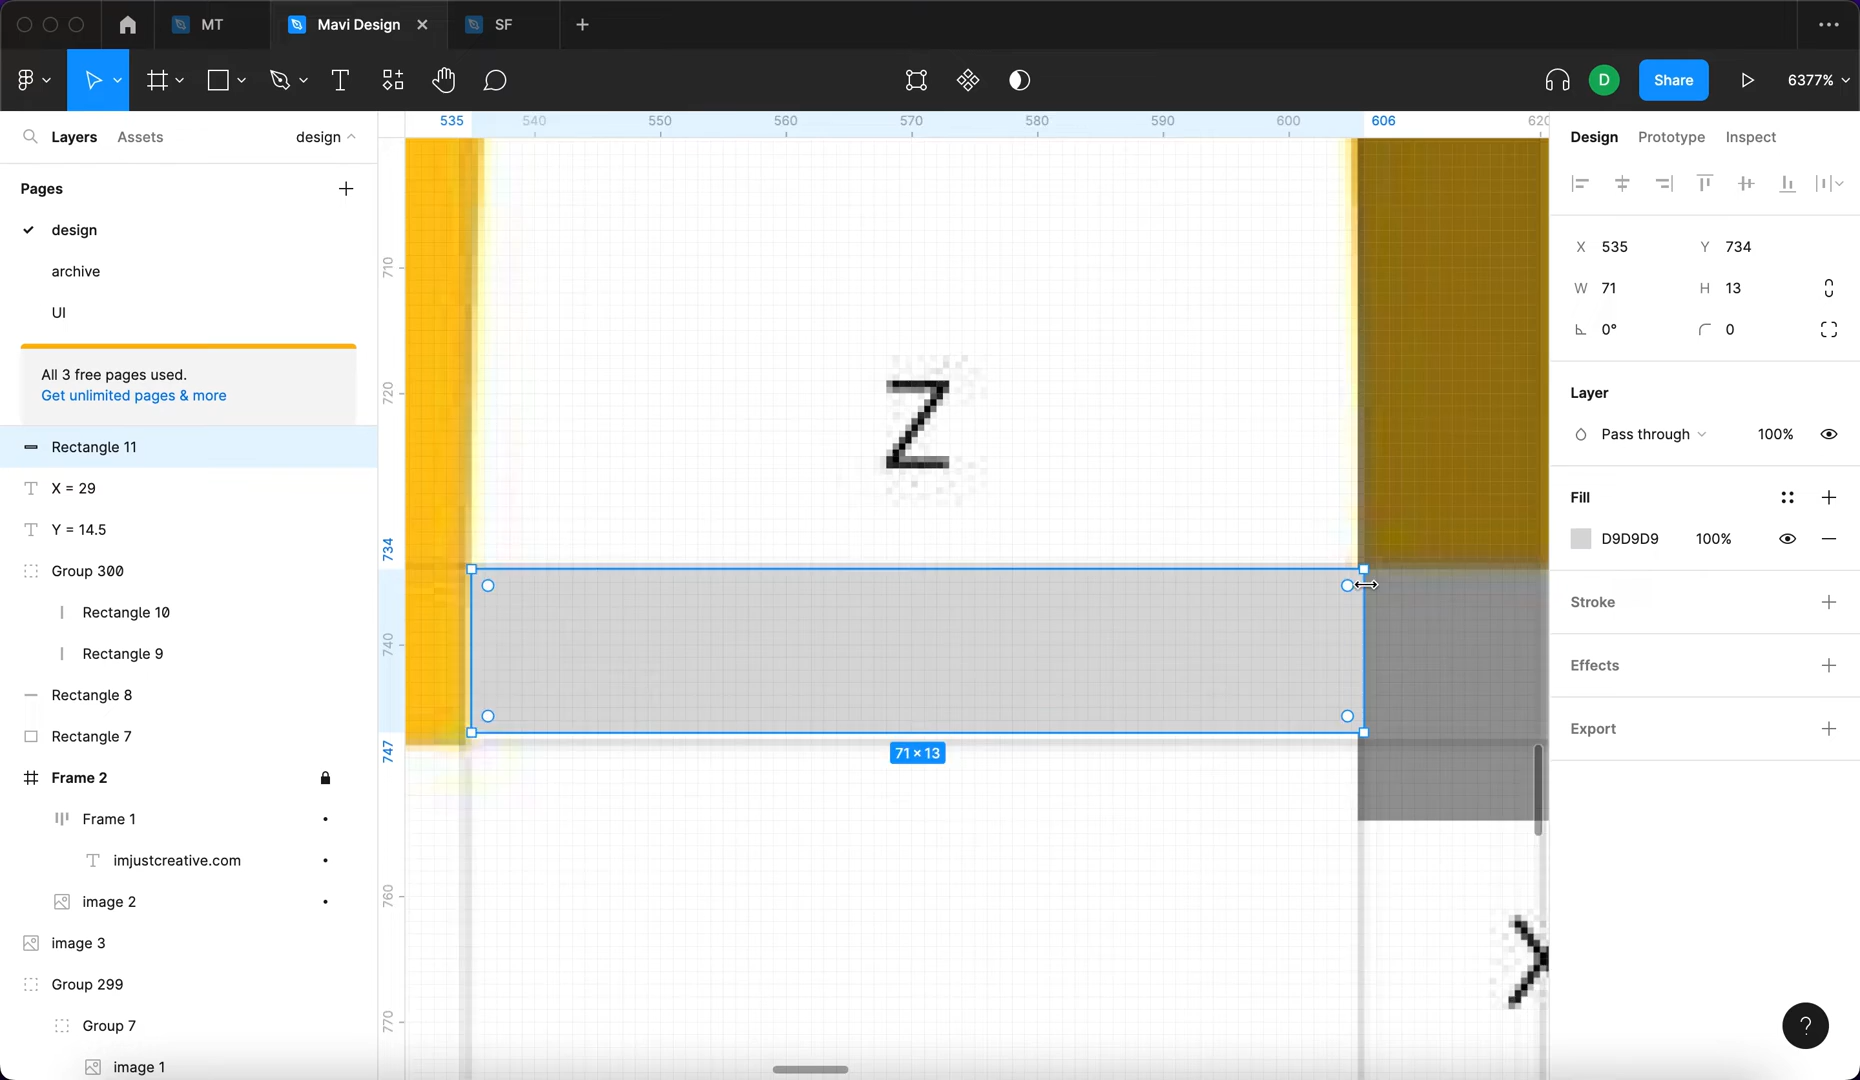 MT
Mavi Design
SF
D
Share
6377%
Layers
Assets
design
535
540
550
560
570
580
590
600
606
620
Design
Prototype
Inspect
Pages
design
archive
UI
All 3 free pages used.
Get unlimited pages & more
Rectangle 11
X = 29
Y = 14.5
Group 300
Rectangle 10
Rectangle 9
Rectangle 8
Rectangle 7
Frame 2
Frame 1
imjustcreative.com
image 2
image 3
Group 299
Group 7
image 1
710
720
734
740
747
760
770
Z
71 × 13
X
X 535
Y 734
W 71
H 13
0°
0
Layer
Pass through
100%
Fill
D9D9D9
100%
Stroke
Effects
Export
?